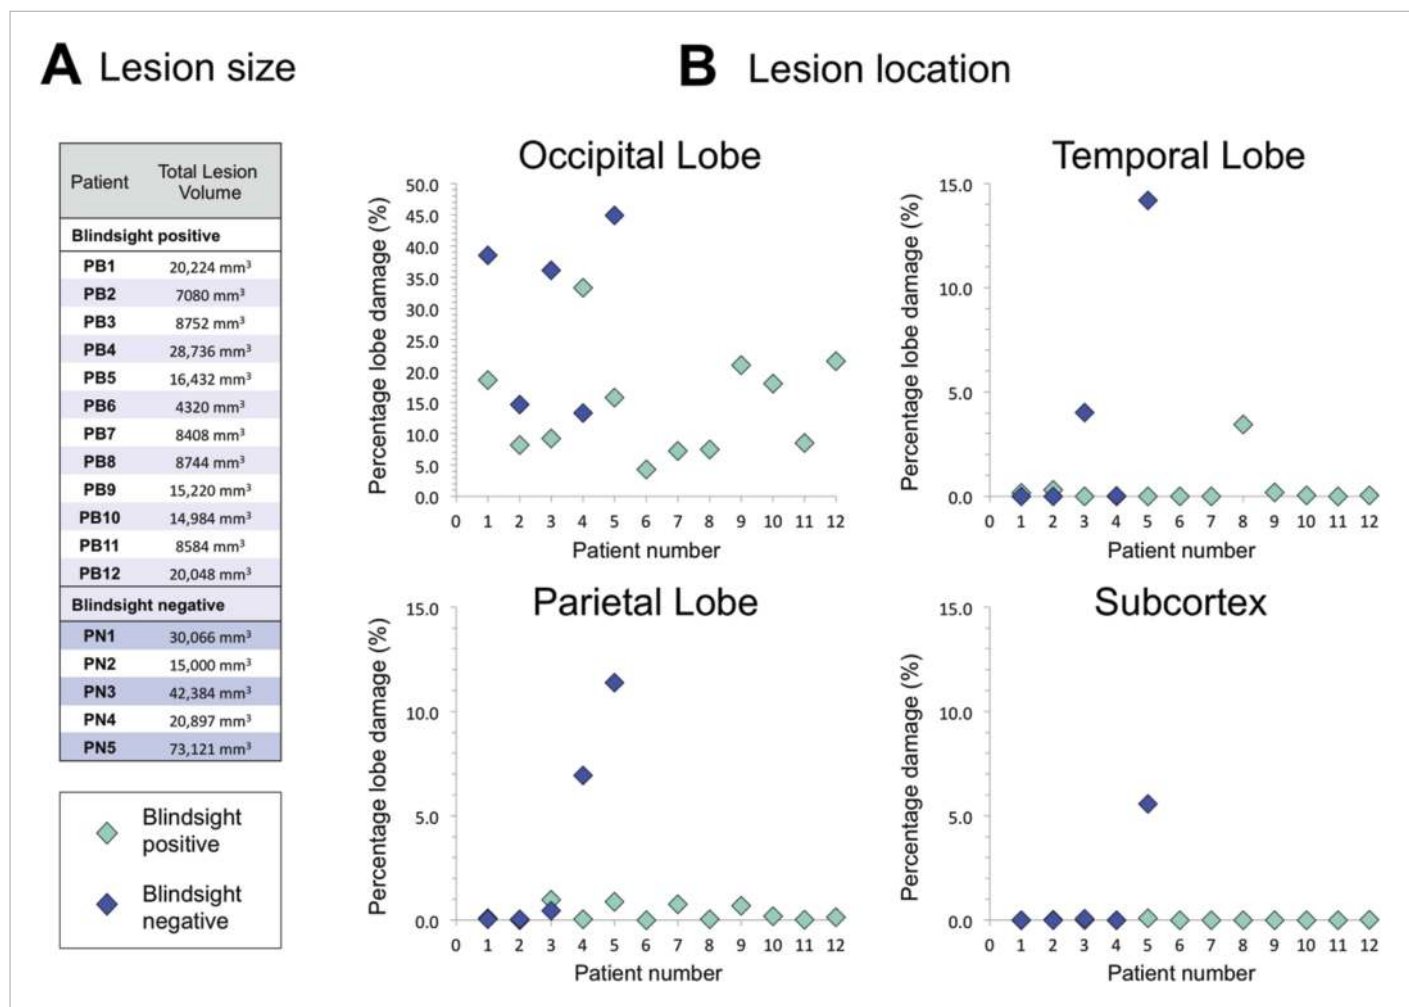 A Lesion size
B Lesion location
Patient Total Lesion Volume
Blindsight positive
PB1 20,224 mm³
PB2 7080 mm³
PB3 8752 mm³
PB4 28,736 mm³
PB5 16,432 mm³
PB6 4320 mm³
PB7 8408 mm³
PB8 8744 mm³
PB9 15,220 mm³
PB10 14,984 mm³
PB11 8584 mm³
PB12 20,048 mm³
Blindsight negative
PN1 30,066 mm³
PN2 15,000 mm³
PN3 42,384 mm³
PN4 20,897 mm³
PN5 73,121 mm³
Blindsight
positive
Blindsight
negative
Occipital Lobe
Percentage lobe damage (%)
50.0
45.0
40.0
35.0
30.0
25.0
20.0
15.0
10.0
5.0
0.0
0 1 2 3 4 5 6 7 8 9 10 11 12
Patient number
Temporal Lobe
Percentage lobe damage (%)
15.0
10.0
5.0
0.0
0 1 2 3 4 5 6 7 8 9 10 11 12
Patient number
Parietal Lobe
Percentage lobe damage (%)
15.0
10.0
5.0
0.0
0 1 2 3 4 5 6 7 8 9 10 11 12
Patient number
Subcortex
Percentage damage (%)
15.0
10.0
5.0
0.0
0 1 2 3 4 5 6 7 8 9 10 11 12
Patient number